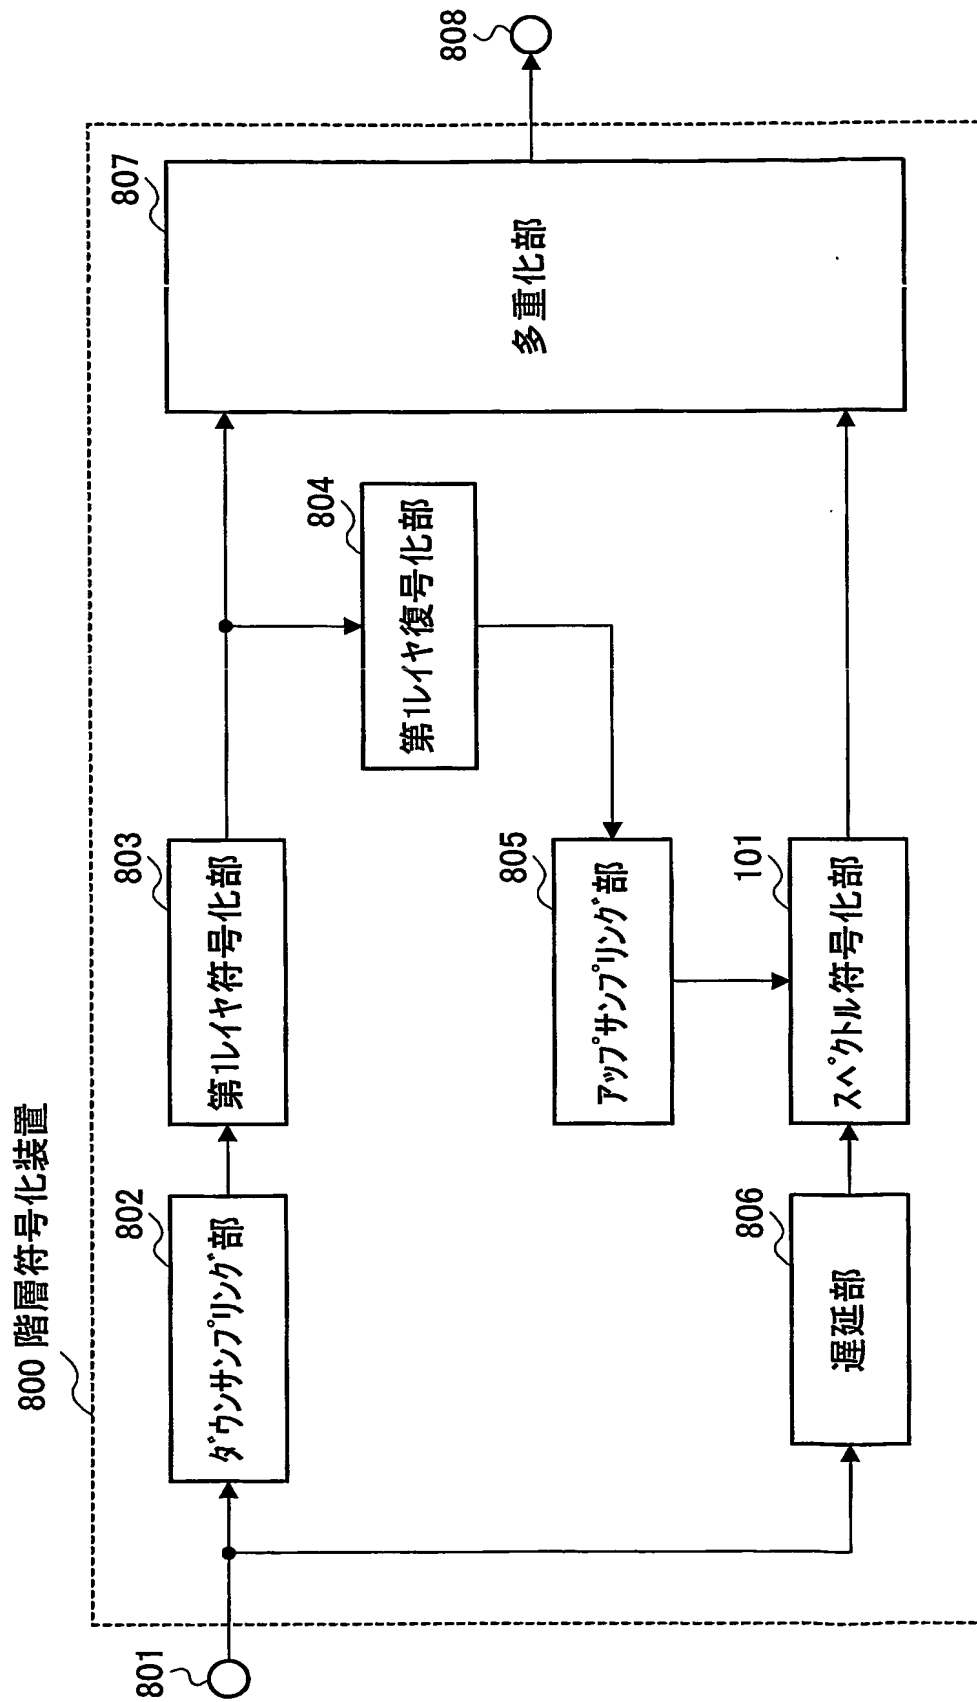 800 階層符号化装置
801
802
ダウンサンプリング部
803
第1レイヤ符号化部
804
第1レイヤ復号化部
805
アップサンプリング部
806
遅延部
101
スペクトル符号化部
807
多重化部
808